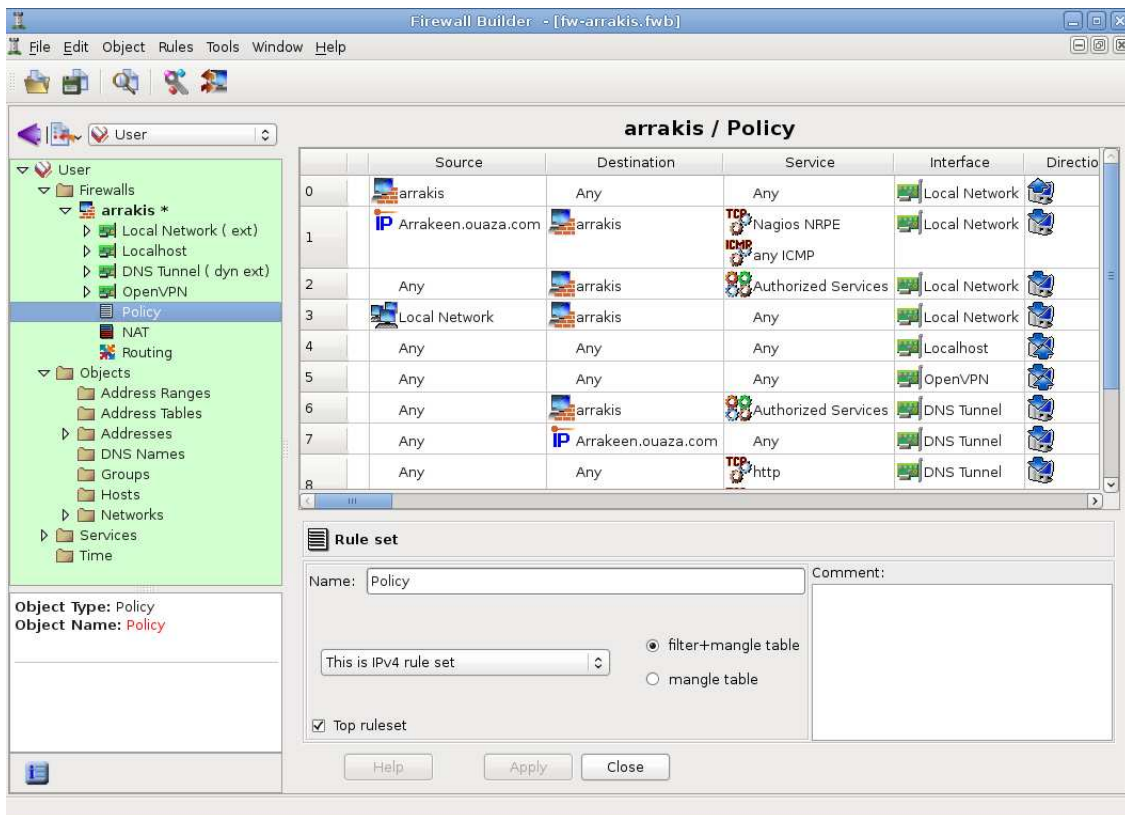 Firewall Builder - [fw-arrakis.fwb]
File Edit Object Rules Tools Window Help
User
arrakis / Policy
User
Firewalls
arrakis *
Local Network ( ext)
Localhost
DNS Tunnel ( dyn ext)
OpenVPN
Policy
NAT
Routing
Objects
Address Ranges
Address Tables
Addresses
DNS Names
Groups
Hosts
Networks
Services
Time
Object Type: Policy
Object Name: Policy
Source Destination Service Interface Directio
0 arrakis Any Any Local Network
1 IP Arrakeen.ouaza.com arrakis TCP Nagios NRPE Local Network
ICMP any ICMP
2 Any arrakis Authorized Services Local Network
3 Local Network arrakis Any Local Network
4 Any Any Any Localhost
5 Any Any Any OpenVPN
6 Any arrakis Authorized Services DNS Tunnel
7 Any IP Arrakeen.ouaza.com Any DNS Tunnel
8 Any Any TCP http DNS Tunnel
Rule set
Name: Policy
Comment:
This is IPv4 rule set
filter+mangle table
mangle table
Top ruleset
Help Apply Close